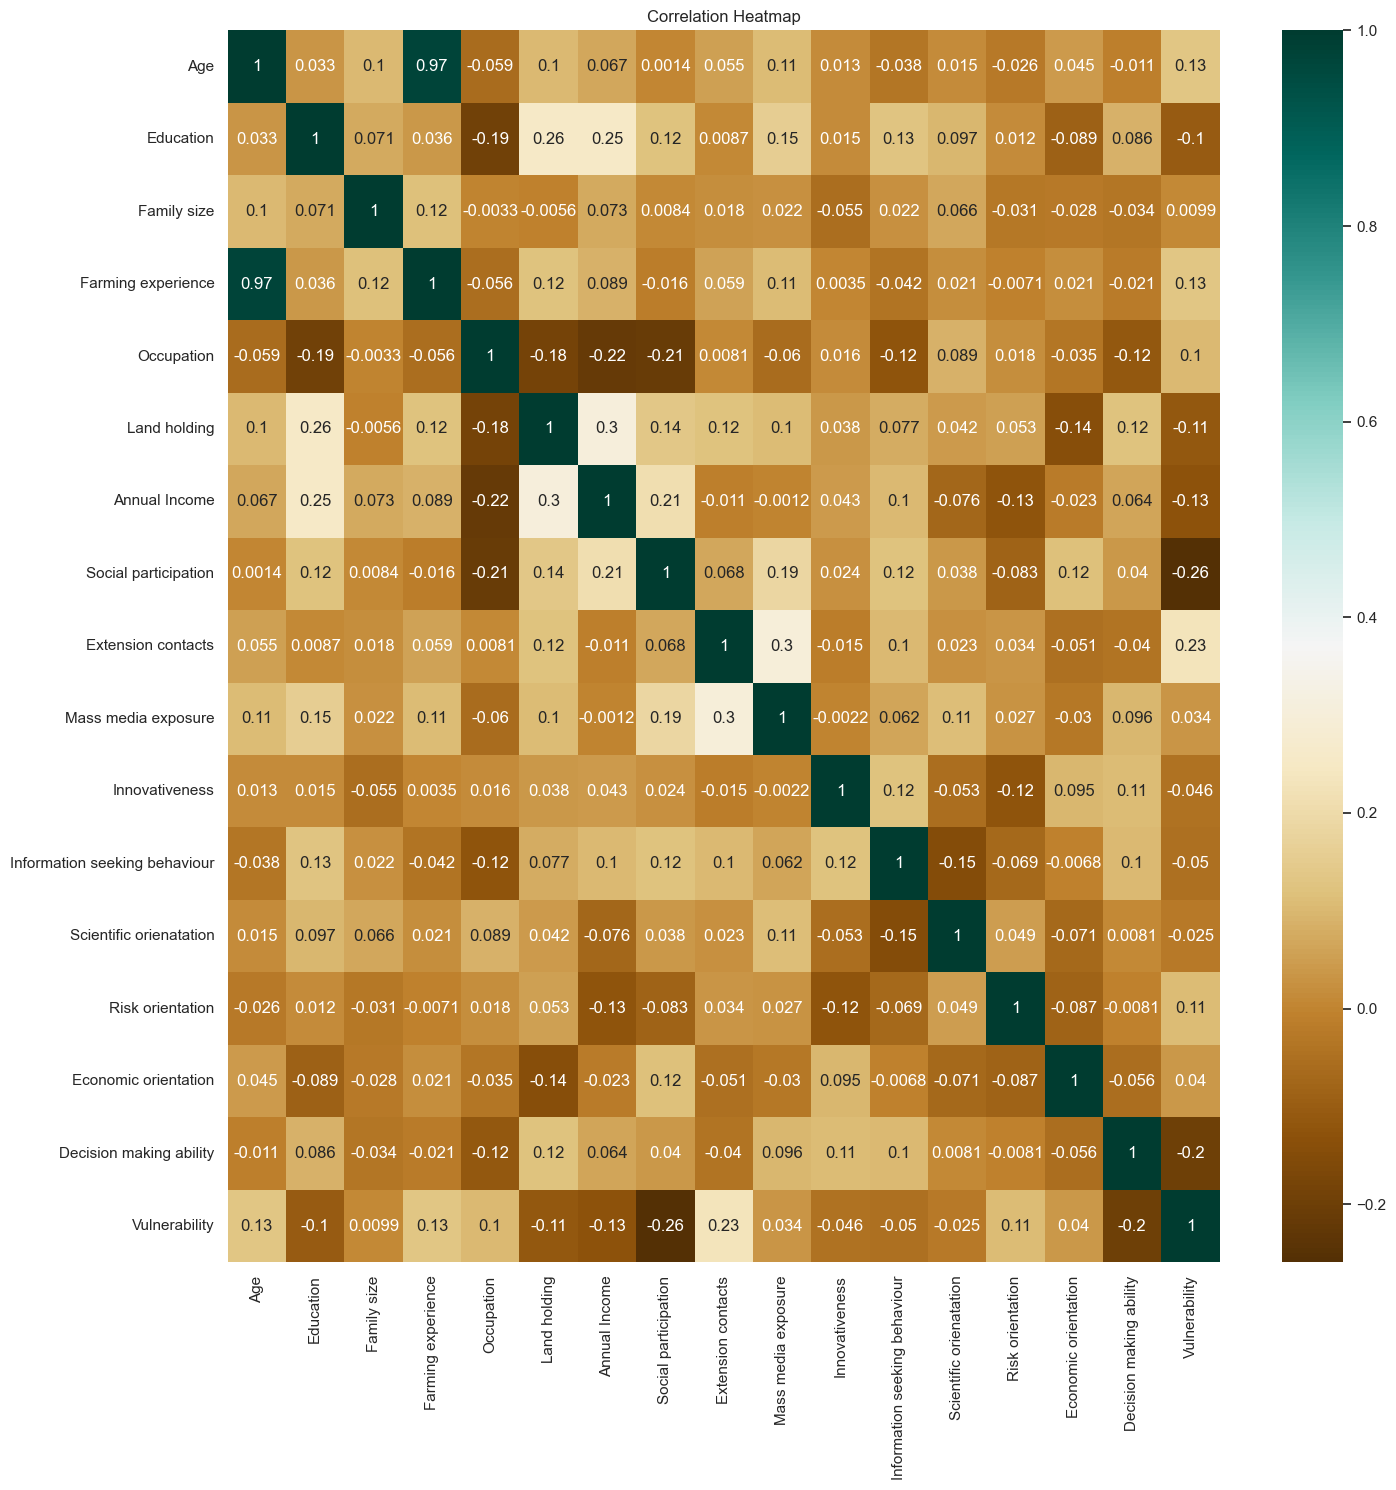 Correlation Heatmap
Age 1 0.033 0.1 0.97 -0.059 0.1 0.067 0.0014 0.055 0.11 0.013 -0.038 0.015 -0.026 0.045 -0.011 0.13
Education 0.033 1 0.071 0.036 -0.19 0.26 0.25 0.12 0.0087 0.15 0.015 0.13 0.097 0.012 -0.089 0.086 -0.1
Family size 0.1 0.071 1 0.12 -0.0033 -0.0056 0.073 0.0084 0.018 0.022 -0.055 0.022 0.066 -0.031 -0.028 -0.034 0.0099
Farming experience 0.97 0.036 0.12 1 -0.056 0.12 0.089 -0.016 0.059 0.11 0.0035 -0.042 0.021 -0.0071 0.021 -0.021 0.13
Occupation -0.059 -0.19 -0.0033 -0.056 1 -0.18 -0.22 -0.21 0.0081 -0.06 0.016 -0.12 0.089 0.018 -0.035 -0.12 0.1
Land holding 0.1 0.26 -0.0056 0.12 -0.18 1 0.3 0.14 0.12 0.1 0.038 0.077 0.042 0.053 -0.14 0.12 -0.11
Annual Income 0.067 0.25 0.073 0.089 -0.22 0.3 1 0.21 -0.011 -0.0012 0.043 0.1 -0.076 -0.13 -0.023 0.064 -0.13
Social participation 0.0014 0.12 0.0084 -0.016 -0.21 0.14 0.21 1 0.068 0.19 0.024 0.12 0.038 -0.083 0.12 0.04 -0.26
Extension contacts 0.055 0.0087 0.018 0.059 0.0081 0.12 -0.011 0.068 1 0.3 -0.015 0.1 0.023 0.034 -0.051 -0.04 0.23
Mass media exposure 0.11 0.15 0.022 0.11 -0.06 0.1 -0.0012 0.19 0.3 1 -0.0022 0.062 0.11 0.027 -0.03 0.096 0.034
Innovativeness 0.013 0.015 -0.055 0.0035 0.016 0.038 0.043 0.024 -0.015 -0.0022 1 0.12 -0.053 -0.12 0.095 0.11 -0.046
Information seeking behaviour -0.038 0.13 0.022 -0.042 -0.12 0.077 0.1 0.12 0.1 0.062 0.12 1 -0.15 -0.069 -0.0068 0.1 -0.05
Scientific orienatation 0.015 0.097 0.066 0.021 0.089 0.042 -0.076 0.038 0.023 0.11 -0.053 -0.15 1 0.049 -0.071 0.0081 -0.025
Risk orientation -0.026 0.012 -0.031 -0.0071 0.018 0.053 -0.13 -0.083 0.034 0.027 -0.12 -0.069 0.049 1 -0.087 -0.0081 0.11
Economic orientation 0.045 -0.089 -0.028 0.021 -0.035 -0.14 -0.023 0.12 -0.051 -0.03 0.095 -0.0068 -0.071 -0.087 1 -0.056 0.04
Decision making ability -0.011 0.086 -0.034 -0.021 -0.12 0.12 0.064 0.04 -0.04 0.096 0.11 0.1 0.0081 -0.0081 -0.056 1 -0.2
Vulnerability 0.13 -0.1 0.0099 0.13 0.1 -0.11 -0.13 -0.26 0.23 0.034 -0.046 -0.05 -0.025 0.11 0.04 -0.2 1
Age
Education
Family size
Farming experience
Occupation
Land holding
Annual Income
Social participation
Extension contacts
Mass media exposure
Innovativeness
Information seeking behaviour
Scientific orienatation
Risk orientation
Economic orientation
Decision making ability
Vulnerability
1.0
0.8
0.6
0.4
0.2
0.0
−0.2